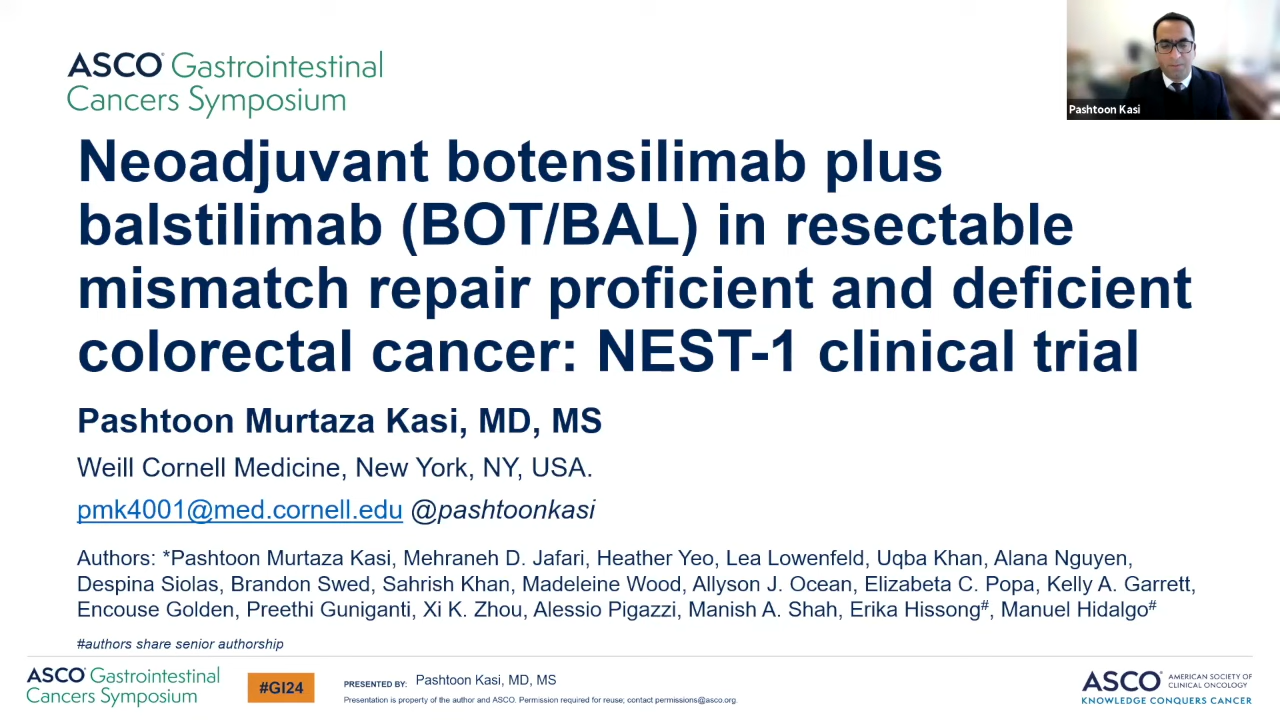 ASCO Gastrointestinal
Cancers Symposium
Pashtoon Kasi
Neoadjuvant botensilimab plus
balstilimab (BOT/BAL) in resectable
mismatch repair proficient and deficient
colorectal cancer: NEST-1 clinical trial
Pashtoon Murtaza Kasi, MD, MS
Weill Cornell Medicine, New York, NY, USA.
pmk4001@med.cornell.edu @pashtoonkasi
Authors: *Pashtoon Murtaza Kasi, Mehraneh D. Jafari, Heather Yeo, Lea Lowenfeld, Uqba Khan, Alana Nguyen,
Despina Siolas, Brandon Swed, Sahrish Khan, Madeleine Wood, Allyson J. Ocean, Elizabeta C. Popa, Kelly A. Garrett,
Encouse Golden, Preethi Guniganti, Xi K. Zhou, Alessio Pigazzi, Manish A. Shah, Erika Hissong#, Manuel Hidalgo#
#authors share senior authorship
ASCO Gastrointestinal
Cancers Symposium
#GI24
PRESENTED BY: Pashtoon Kasi, MD, MS
Presentation is property of the author and ASCO. Permission required for reuse; contact permissions@asco.org.
ASCO AMERICAN SOCIETY OF
CLINICAL ONCOLOGY
KNOWLEDGE CONQUERS CANCER